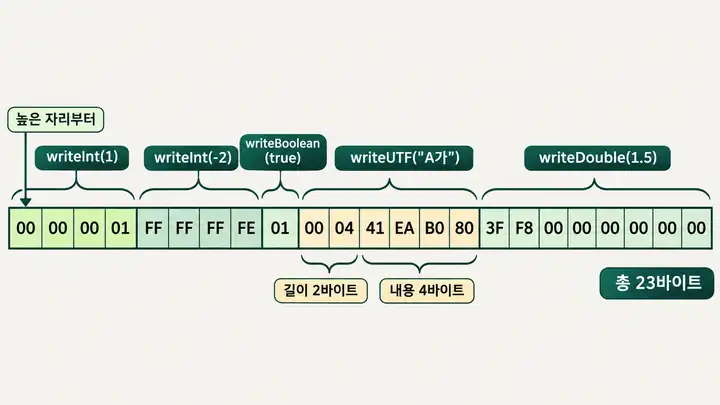 높은 자리부터
writeInt(1)
writeInt(-2)
writeBoolean
(true)
writeUTF("A가")
writeDouble(1.5)
00 00 00 01 FF FF FF FE 01 00 04 41 EA B0 80 3F F8 00 00 00 00 00 00
길이 2바이트
내용 4바이트
총 23바이트